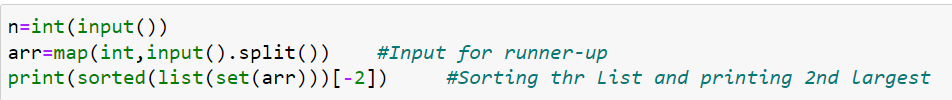 n=int(input())
arr=map(int,input().split())    #Input for runner-up
print(sorted(list(set(arr)))[-2])      #Sorting thr List and printing 2nd largest